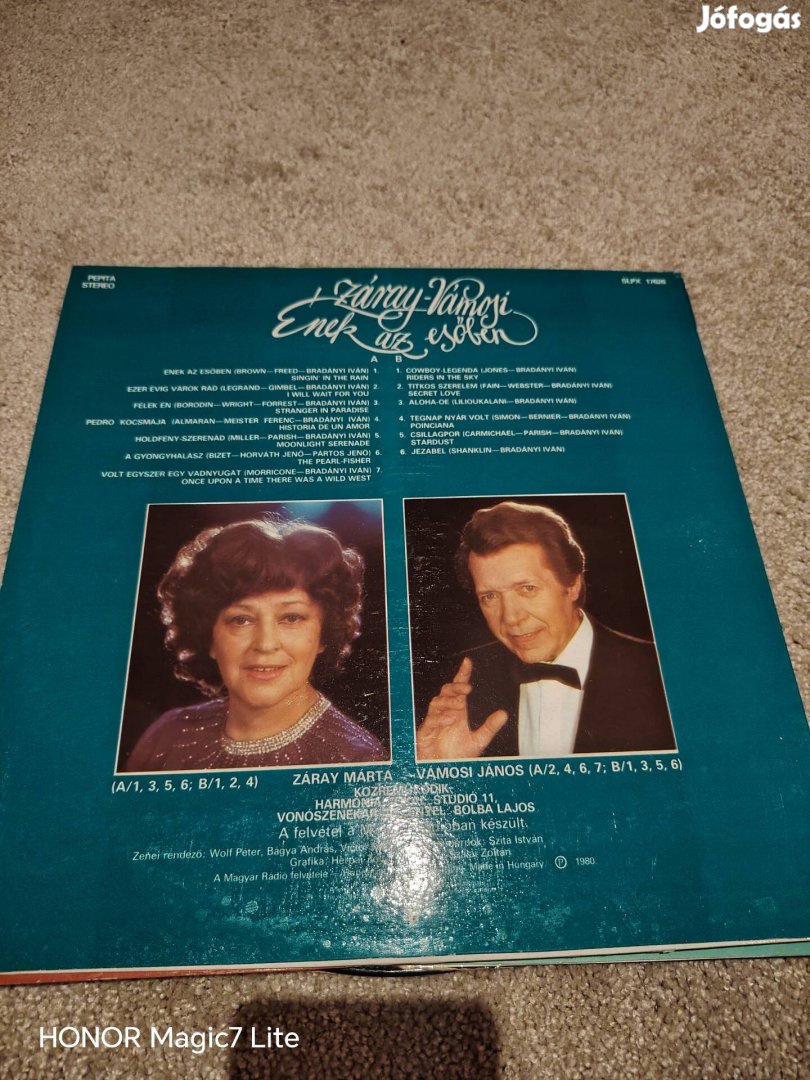 Jófogás
PEPITA
STEREO
SLPX 17626
Záray-Vámosi
Ének az esőben
A B
ENEK AZ ESŐBEN (BROWN—FREED—BRADÁNYI IVÁN) 1.
SINGIN' IN THE RAIN
EZER ÉVIG VÁROK RÁD (LEGRAND—GIMBEL—BRADÁNYI IVÁN) 2.
I WILL WAIT FOR YOU
FÉLEK ÉN (BORODIN—WRIGHT—FORREST—BRADÁNYI IVÁN) 3.
STRANGER IN PARADISE
PEDRO KOCSMÁJA (ALMARAN—MEISTER FERENC—BRADÁNYI IVÁN) 4.
HISTORIA DE UN AMOR
HOLDFÉNY-SZERENÁD (MILLER—PARISH—BRADÁNYI IVÁN) 5.
MOONLIGHT SERENADE
A GYÖNGYHALÁSZ (BIZET—HORVÁTH JENŐ—PÁRTOS JENŐ) 6.
THE PEARL-FISHER
VOLT EGYSZER EGY VADNYUGAT (MORRICONE—BRADÁNYI IVÁN) 7.
ONCE UPON A TIME THERE WAS A WILD WEST
1. COWBOY-LEGENDA (JONES—BRADÁNYI IVÁN)
RIDERS IN THE SKY
2. TITKOS SZERELEM (FAIN—WEBSTER—BRADÁNYI IVÁN)
SECRET LOVE
3. ALOHA-OE (LILIOUKALANI—BRADÁNYI IVÁN)
4. TEGNAP NYÁR VOLT (SIMON—BERNIER—BRADÁNYI IVÁN)
POINCIANA
5. CSILLAGPOR (CARMICHAEL—PARISH—BRADÁNYI IVÁN)
STARDUST
6. JEZABEL (SHANKLIN—BRADÁNYI IVÁN)
(A/1, 3, 5, 6; B/1, 2, 4) ZÁRAY MÁRTA —VÁMOSI JÁNOS (A/2, 4, 6, 7; B/1, 3, 5, 6)
KÖZREMŰKÖDIK:
HARMÓNIA STÚDIÓ 11,
VONÓSZENEKAR BOLBA LAJOS
A felvétel a készült.
Zenei rendező: Wolf Péter, Bágya András, Szita István
Grafika: Zoltán. Made in Hungary. Ⓟ 1980.
A Magyar Rádió felvétele
HONOR Magic7 Lite